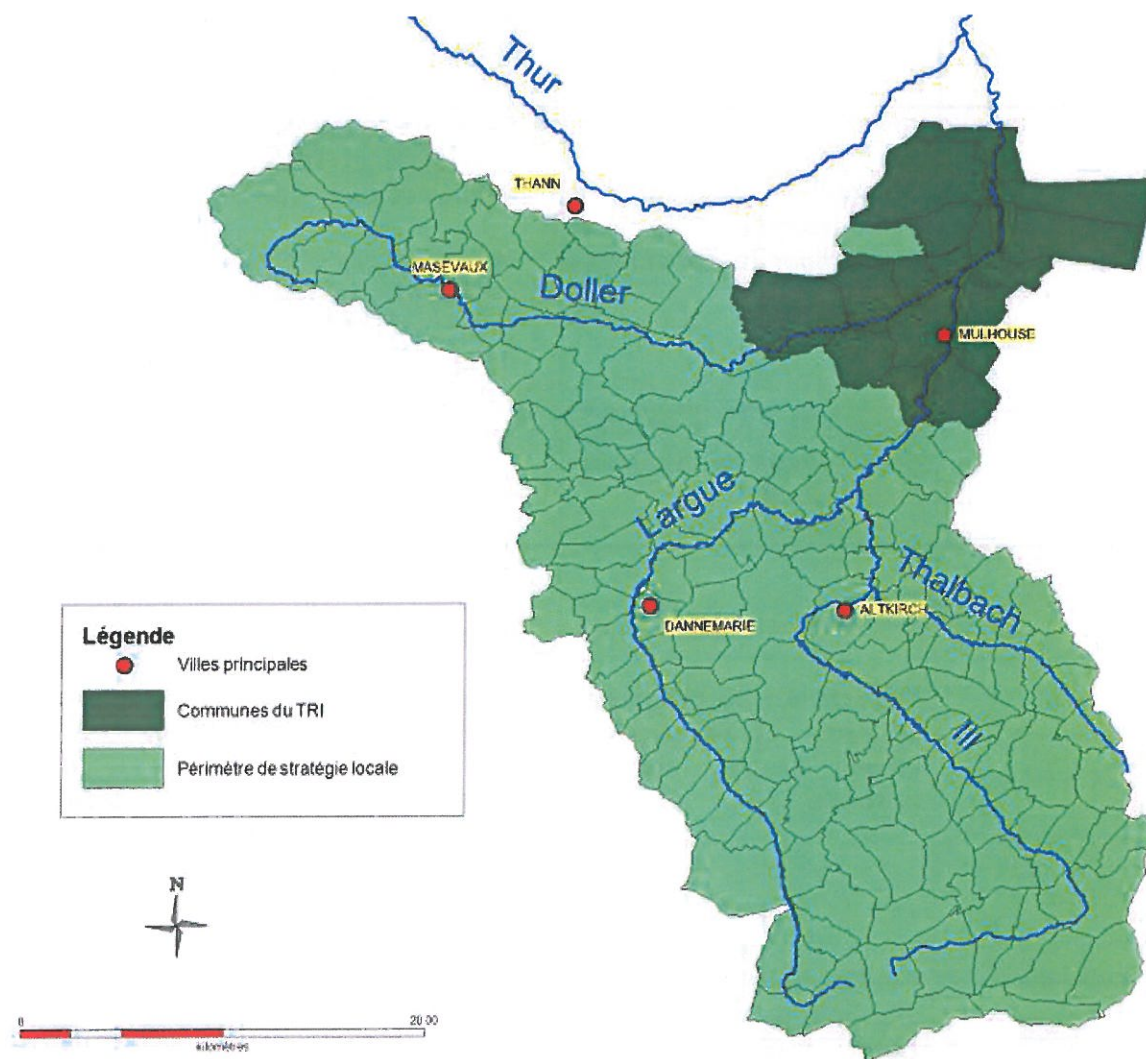 Thur
THANN
MASEVAUX
Doller
MULHOUSE
Largue
Thalbach
DANNEMARIE
ALTKIRCH
Ill
Légende
Villes principales
Communes du TRI
Périmètre de stratégie locale
N
0 20.00
kilomètres